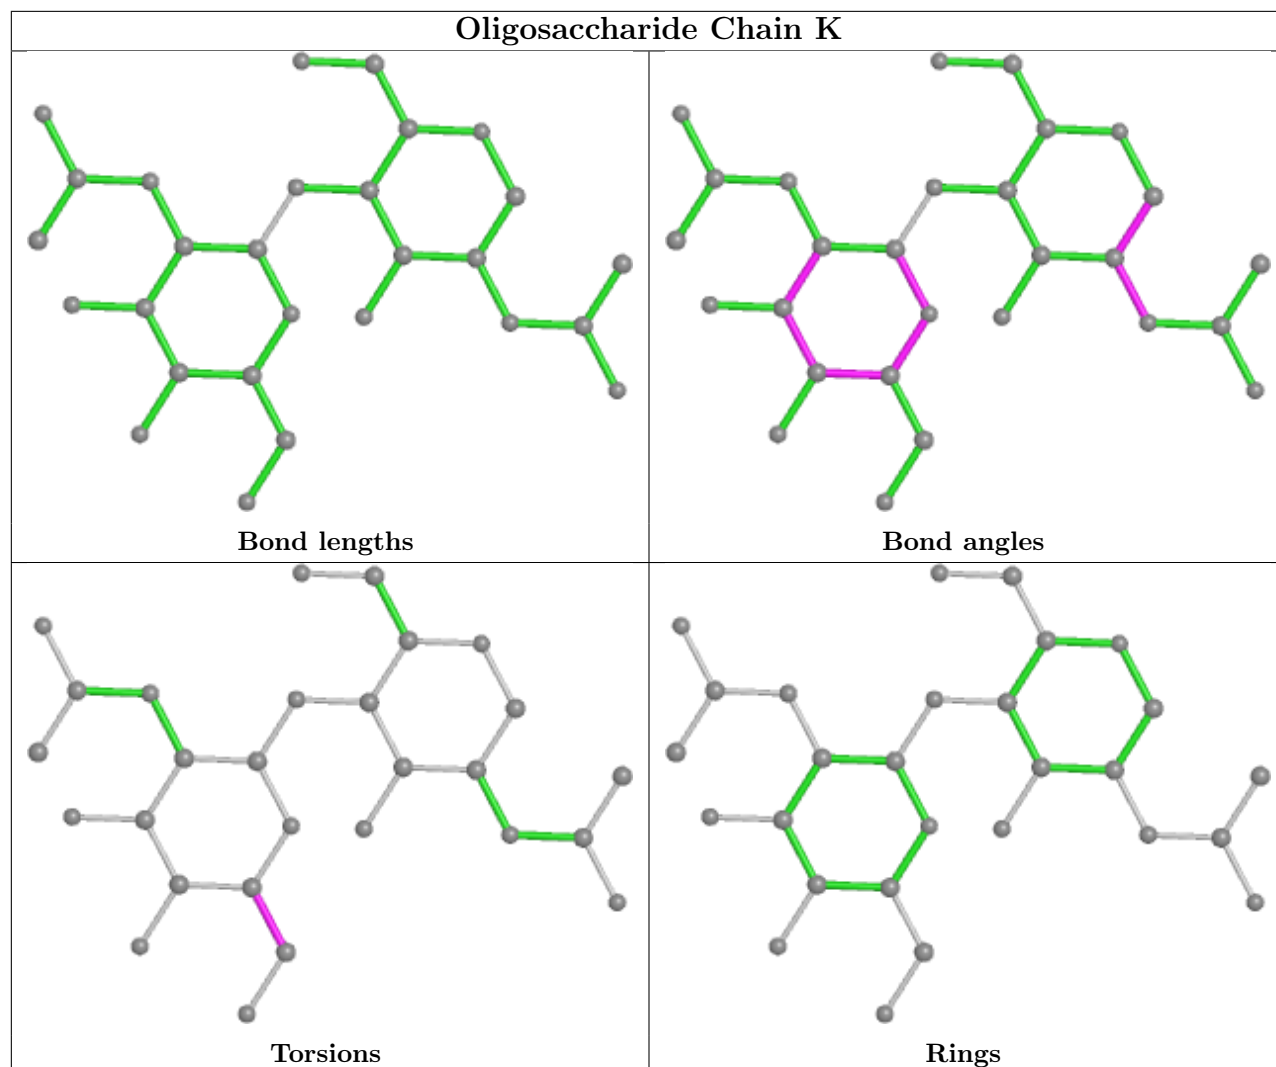 Oligosaccharide Chain K
Bond lengths
Bond angles
Torsions
Rings